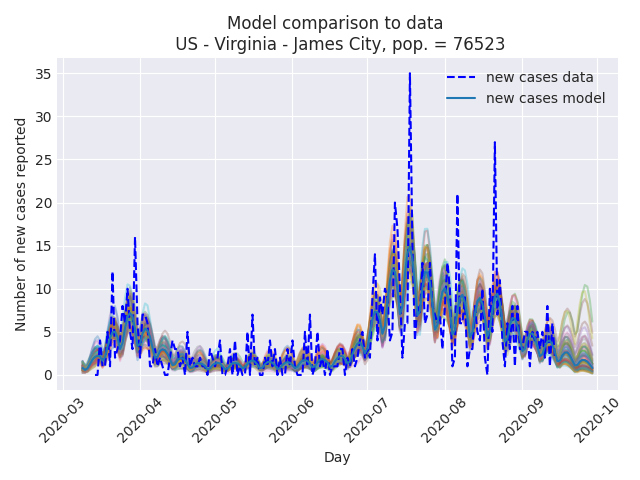 Model comparison to data
US - Virginia - James City, pop. = 76523
new cases data
new cases model
Number of new cases reported
35
30
25
20
15
10
5
0
2020-03
2020-04
2020-05
2020-06
2020-07
2020-08
2020-09
2020-10
Day